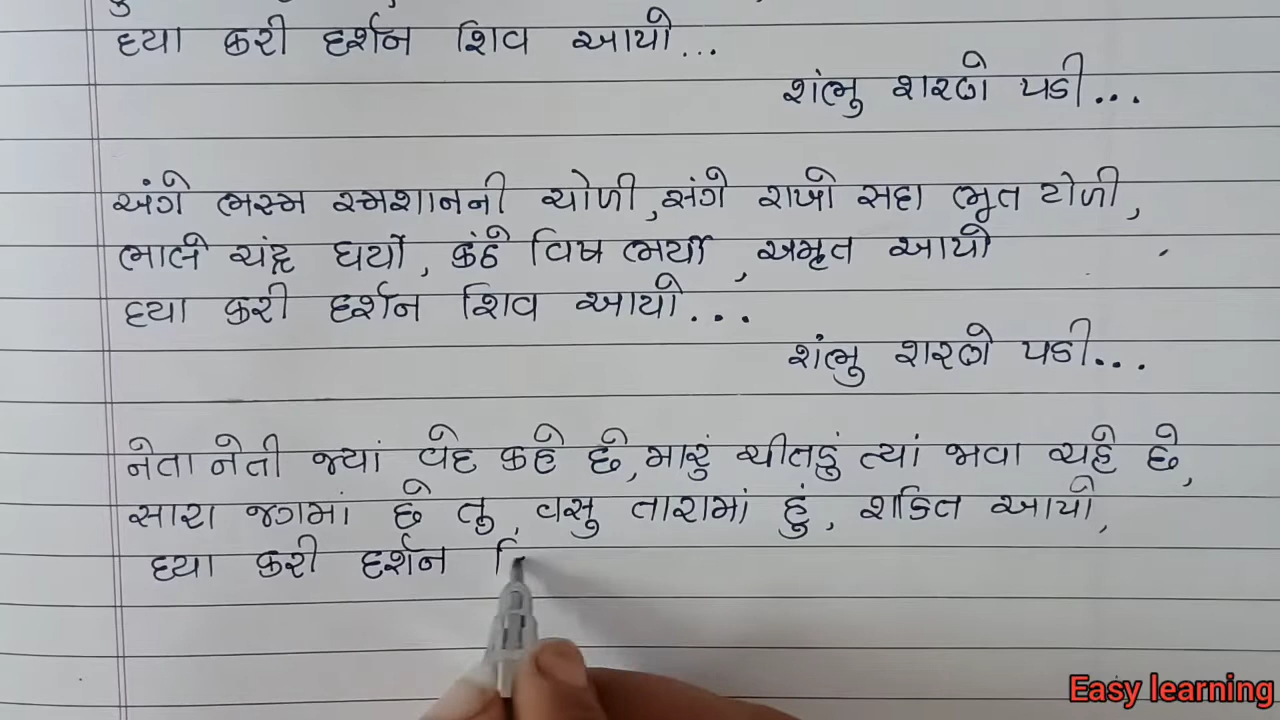 દયા કરી દર્શન શિવ આપો...
શંભુ શરણે પડી...
અંગે ભસ્મ સ્મશાનની ચોળી, સંગે રાખો સદા ભૂત ટોળી,
ભાલે ચંદ્ર ધર્યો, કંઠે વિષ ભર્યો, અમૃત આપો
દયા કરી દર્શન શિવ આપો...
શંભુ શરણે પડી...
નેતા નેતી જ્યાં વેદ કહે છે, મારું ચીતડું ત્યાં જવા ચહે છે,
સારા જગમાં છે તુ, વસુ તારામાં હું, શક્તિ આપો,
દયા કરી દર્શન
Easy learning